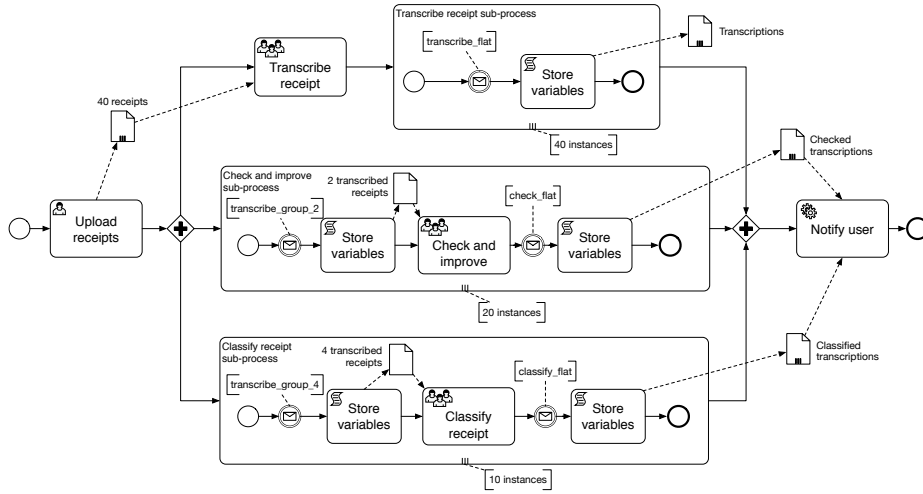 Transcribe receipt sub-process
transcribe_flat
Transcribe
receipt
Store
variables
Transcriptions
40 receipts
40 instances
Checked
transcriptions
Check and improve
sub-process
2 transcribed
receipts
transcribe_group_2
check_flat
Upload
receipts
Store
variables
Check and
improve
Store
variables
Notify user
20 instances
Classify receipt
sub-process
4 transcribed
receipts
Classified
transcriptions
transcribe_group_4
classify_flat
Store
variables
Classify
receipt
Store
variables
10 instances